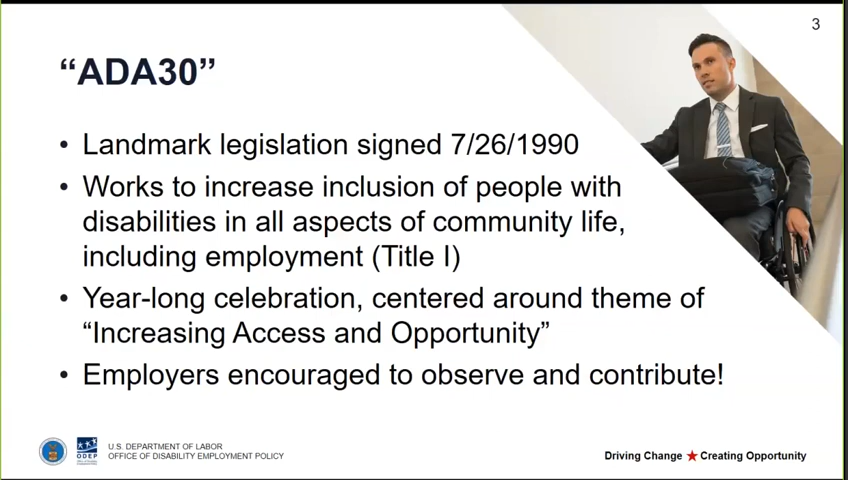 3
“ADA30”
• Landmark legislation signed 7/26/1990
• Works to increase inclusion of people with
disabilities in all aspects of community life,
including employment (Title I)
• Year-long celebration, centered around theme of
“Increasing Access and Opportunity”
• Employers encouraged to observe and contribute!
ODEP
U.S. DEPARTMENT OF LABOR
OFFICE OF DISABILITY EMPLOYMENT POLICY
Driving Change ★ Creating Opportunity